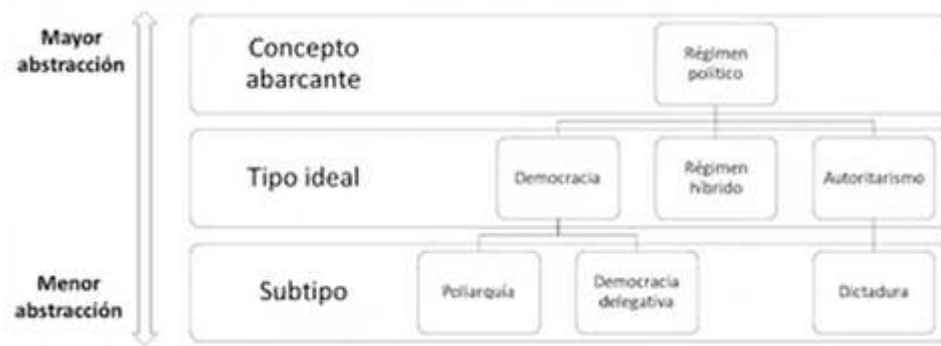 Mayor
abstracción
Concepto
abarcante
Régimen
político
Tipo ideal
Democracia
Régimen
híbrido
Autoritarismo
Menor
abstracción
Subtipo
Poliarquía
Democracia
delegativa
Dictadura